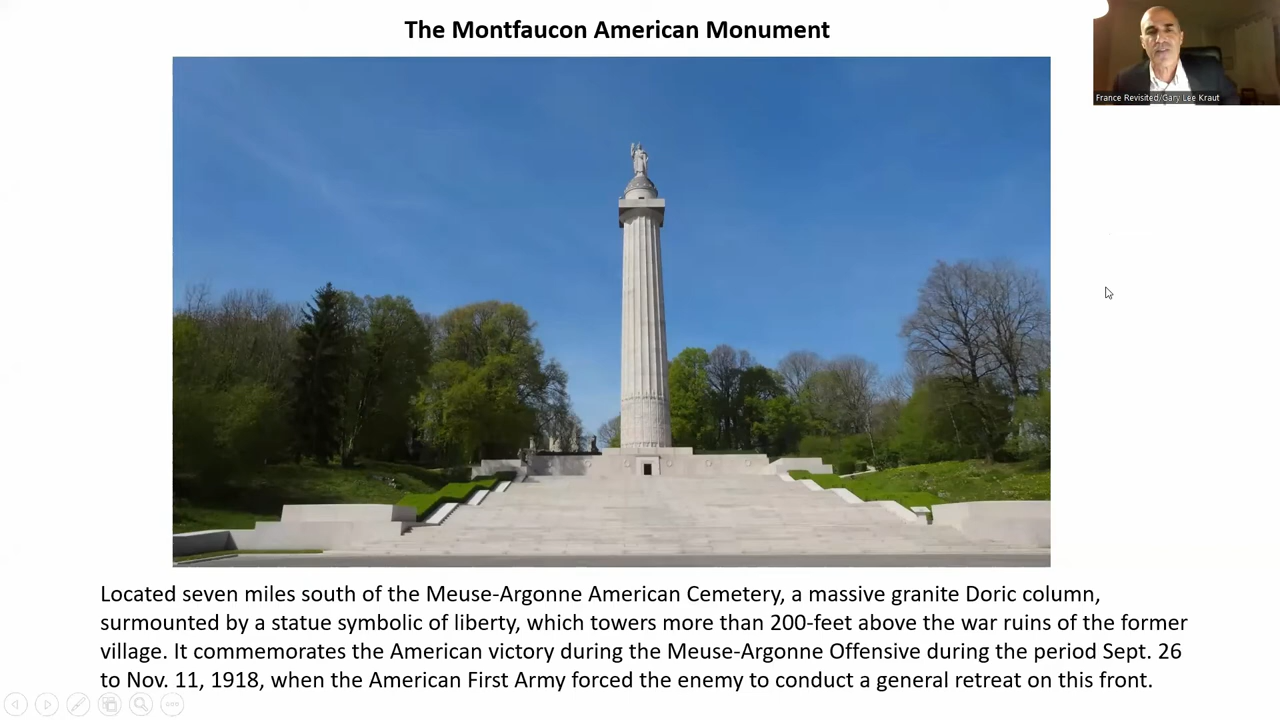 The Montfaucon American Monument
France Revisited/Gary Lee Kraut
Located seven miles south of the Meuse-Argonne American Cemetery, a massive granite Doric column,
surmounted by a statue symbolic of liberty, which towers more than 200-feet above the war ruins of the former
village. It commemorates the American victory during the Meuse-Argonne Offensive during the period Sept. 26
to Nov. 11, 1918, when the American First Army forced the enemy to conduct a general retreat on this front.